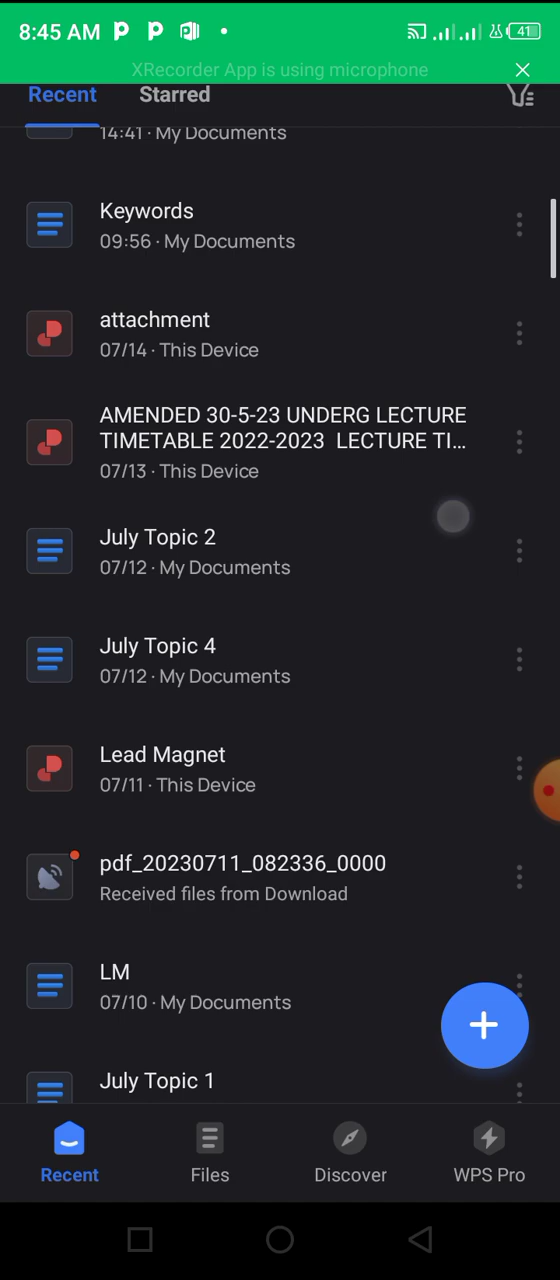 8:45 AM
41
XRecorder App is using microphone
Recent
Starred
14:41 · My Documents
Keywords
09:56 · My Documents
attachment
07/14 · This Device
AMENDED 30-5-23 UNDERG LECTURE
TIMETABLE 2022-2023 LECTURE TI...
07/13 · This Device
July Topic 2
07/12 · My Documents
July Topic 4
07/12 · My Documents
Lead Magnet
07/11 · This Device
pdf_20230711_082336_0000
Received files from Download
LM
07/10 · My Documents
July Topic 1
Recent
Files
Discover
WPS Pro